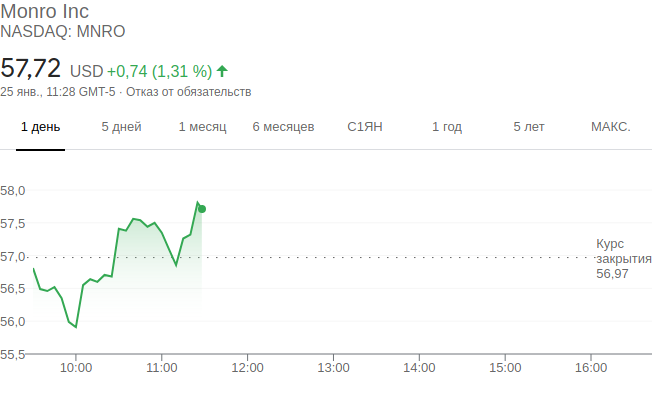 Monro Inc
NASDAQ: MNRO
57,72 USD +0,74 (1,31 %)
25 янв., 11:28 GMT-5 · Отказ от обязательств
1 день 5 дней 1 месяц 6 месяцев С1ЯН 1 год 5 лет МАКС.
58,0
57,5
57,0
56,5
56,0
55,5
Курс
закрытия
56,97
10:00 11:00 12:00 13:00 14:00 15:00 16:00